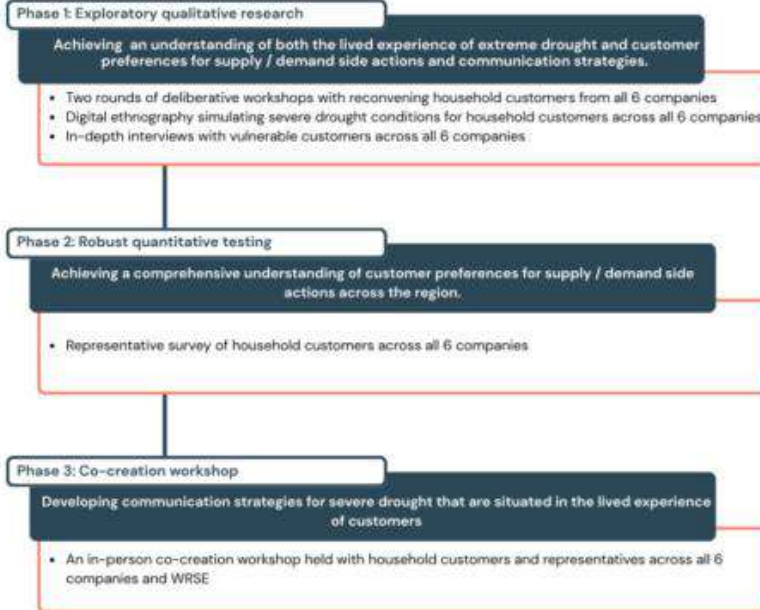 Phase 1: Exploratory qualitative research
Achieving an understanding of both the lived experience of extreme drought and customer
preferences for supply / demand side actions and communication strategies.
• Two rounds of deliberative workshops with reconvening household customers from all 6 companies
• Digital ethnography simulating severe drought conditions for household customers across all 6 companies
• In-depth interviews with vulnerable customers across all 6 companies
Phase 2: Robust quantitative testing
Achieving a comprehensive understanding of customer preferences for supply / demand side
actions across the region.
• Representative survey of household customers across all 6 companies
Phase 3: Co-creation workshop
Developing communication strategies for severe drought that are situated in the lived experience
of customers
• An in-person co-creation workshop held with household customers and representatives across all 6
companies and WRSE